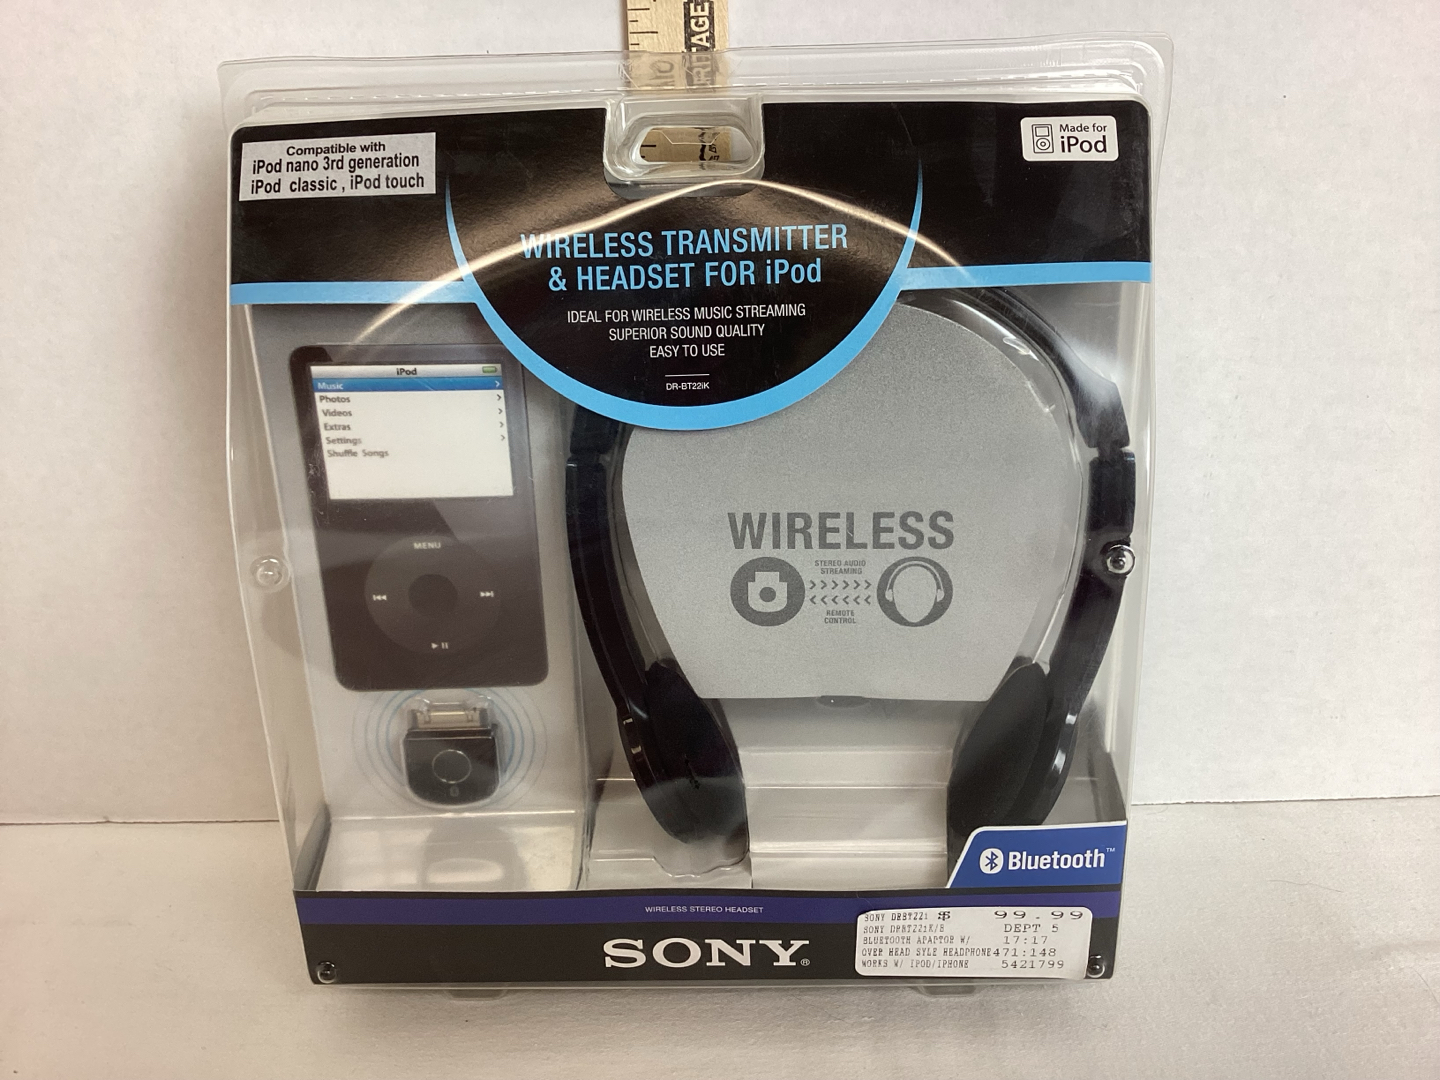 RITAGE
Compatible with
iPod nano 3rd generation
iPod classic , iPod touch
Made for
iPod
WIRELESS TRANSMITTER
& HEADSET FOR iPod
IDEAL FOR WIRELESS MUSIC STREAMING
SUPERIOR SOUND QUALITY
EASY TO USE
DR-BT22iK
iPod
Music
Photos
Videos
Extras
Settings
Shuffle Songs
MENU
WIRELESS
STEREO AUDIO
STREAMING
REMOTE
CONTROL
Bluetooth™
WIRELESS STEREO HEADSET
SONY®
SONY DRBT22i $ 99.99
SONY DRBT22iK/B DEPT 5
BLUETOOTH APAPTOR W/ 17:17
OVER HEAD SYLE HEADPHONE 471:148
WORKS W/ IPOD/IPHONE 5421799